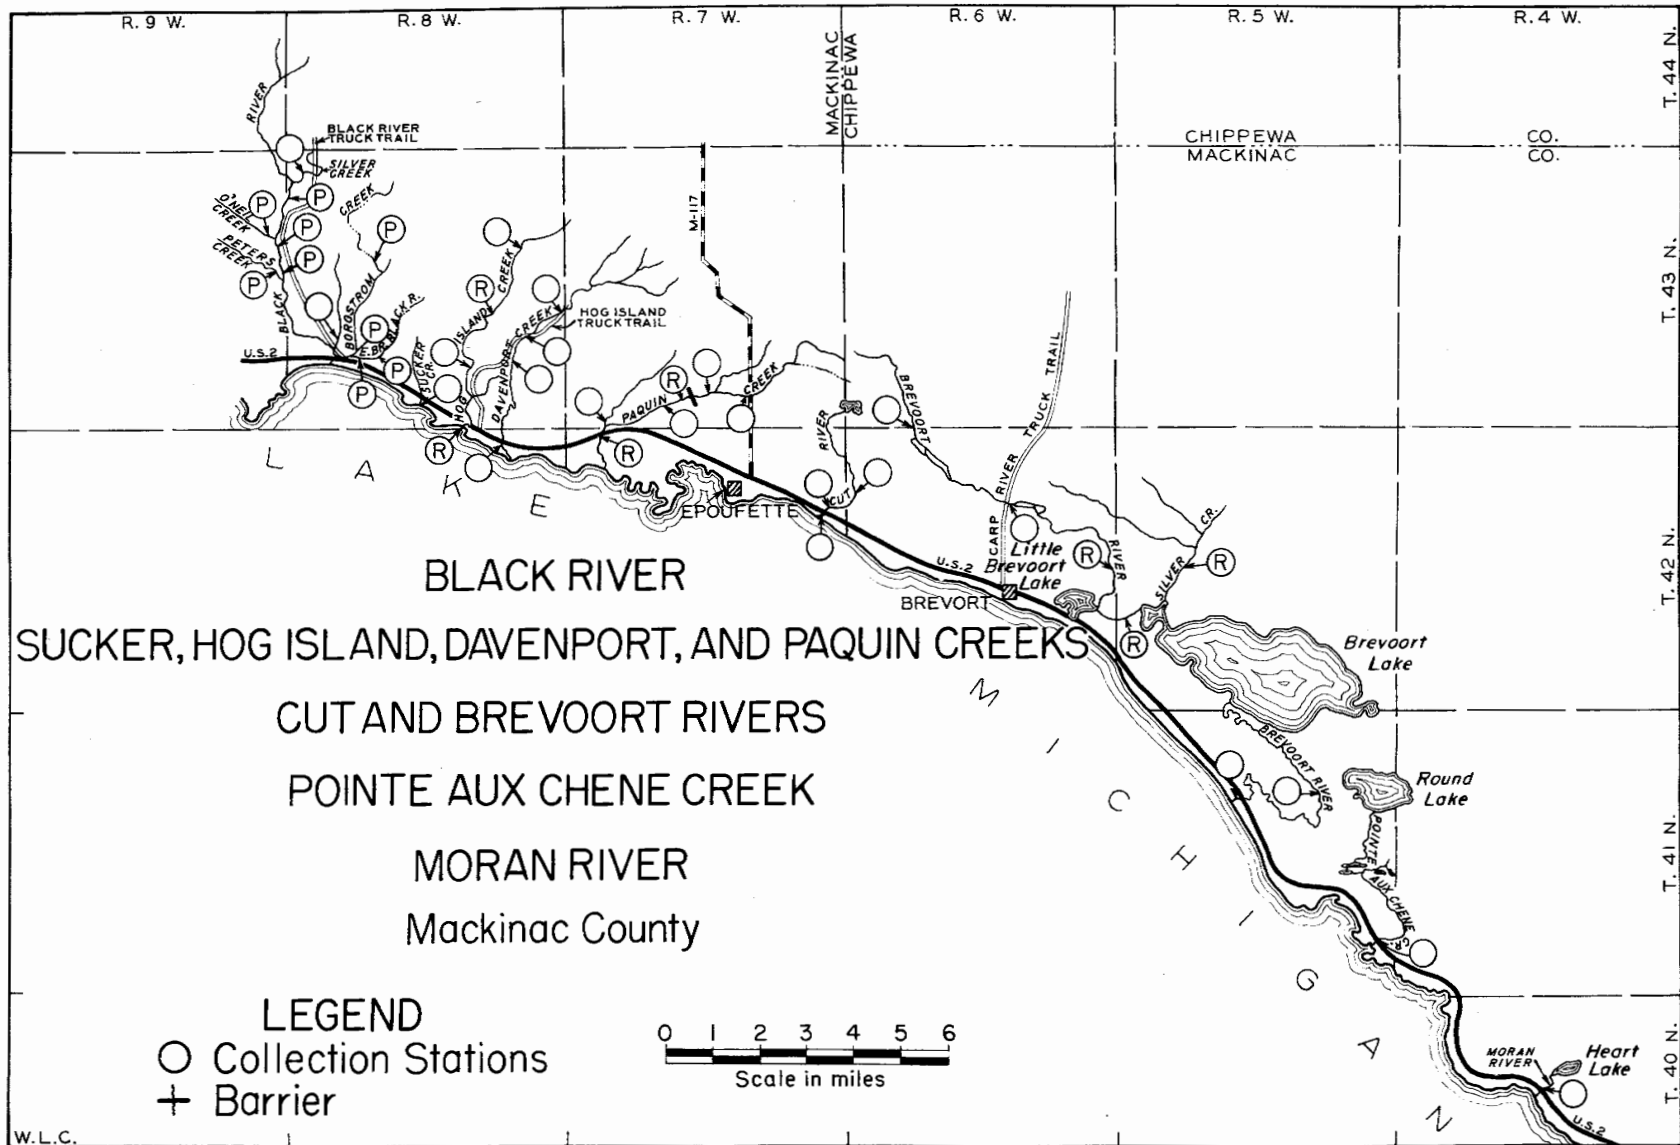 R. 9 W.
R. 8 W.
R. 7 W.
R. 6 W.
R. 5 W.
R. 4 W.
T. 44 N.
T. 43 N.
T. 42 N.
T. 41 N.
T. 40 N.
MACKINAC
CHIPPEWA
CHIPPEWA CO.
MACKINAC CO.
RIVER
BLACK RIVER
TRUCK TRAIL
SILVER
CREEK
O'NEIL
CREEK
PETERS
CREEK
BLACK
CREEK
BORGSTROM
E. BR. BLACK R.
P
P
P
P
P
P
P
P
P
P
U.S.2
SUCKER
CR.
HOG ISLAND CREEK
R
R
DAVENPORT CREEK
HOG ISLAND
TRUCK TRAIL
M-117
PAQUIN CREEK
R
R
EPOUFETTE
CUT RIVER
BREVOORT RIVER
SCARP RIVER TRUCK TRAIL
U.S.2
BREVORT
Little
Brevoort
Lake
R
R
SILVER CR.
R
Brevoort
Lake
BREVOORT RIVER
Round
Lake
POINTE AUX CHENE CR.
MORAN
RIVER
Heart
Lake
U.S.2
LAKE MICHIGAN
BLACK RIVER
SUCKER, HOG ISLAND, DAVENPORT, AND PAQUIN CREEKS
CUT AND BREVOORT RIVERS
POINTE AUX CHENE CREEK
MORAN RIVER
Mackinac County
LEGEND
Collection Stations
Barrier
0 1 2 3 4 5 6
Scale in miles
W.L.C.